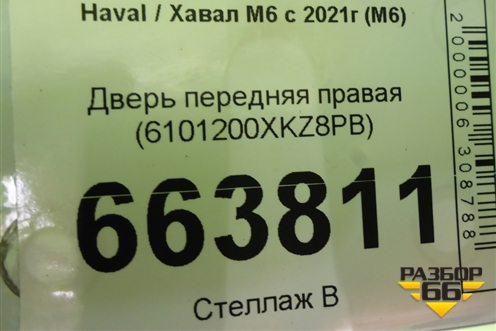 Haval / Хавал М6 с 2021г (М6)
Дверь передняя правая
(6101200XKZ8PB)
663811
Стеллаж В
2000006308788
РАЗБОР
66